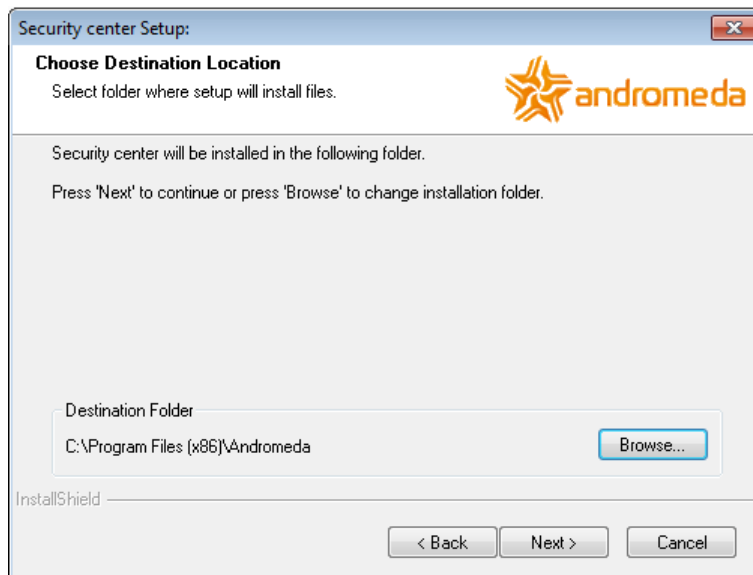 Security center Setup:
Choose Destination Location
Select folder where setup will install files.
andromeda
Security center will be installed in the following folder.
Press 'Next' to continue or press 'Browse' to change installation folder.
Destination Folder
C:\Program Files (x86)\Andromeda
Browse...
InstallShield
< Back
Next >
Cancel